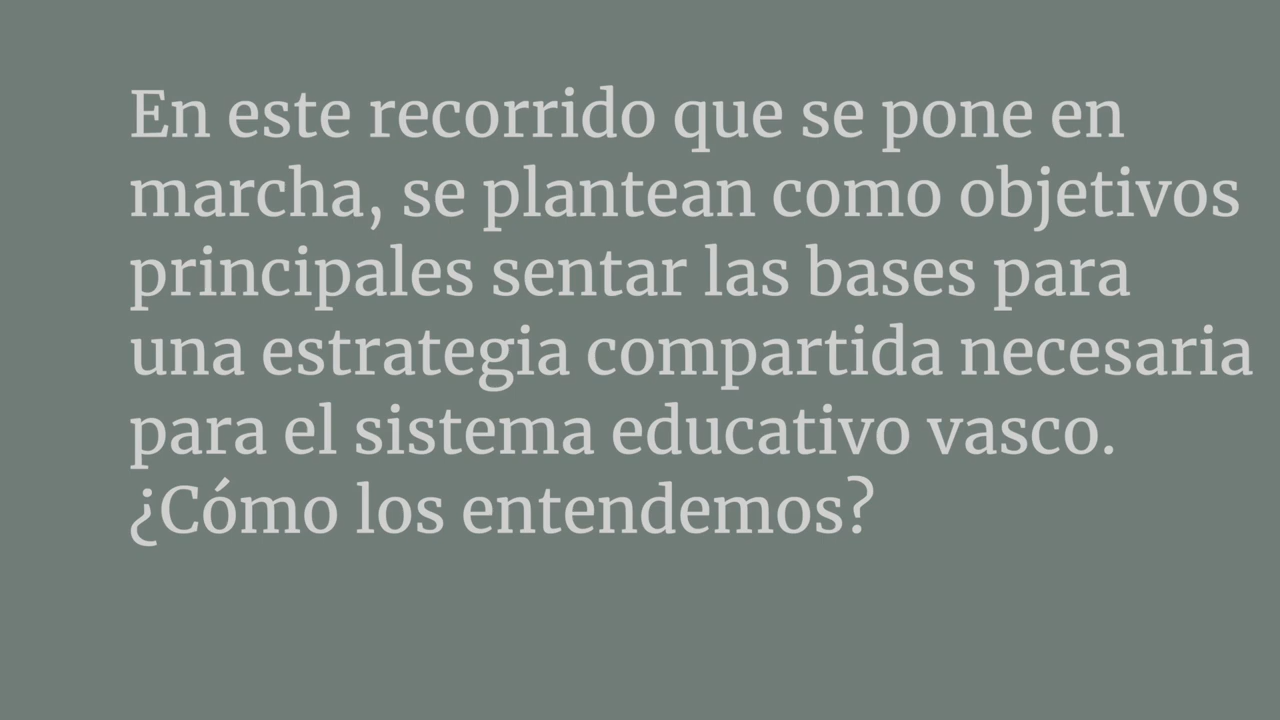 En este recorrido que se pone en
marcha, se plantean como objetivos
principales sentar las bases para
una estrategia compartida necesaria
para el sistema educativo vasco.
¿Cómo los entendemos?